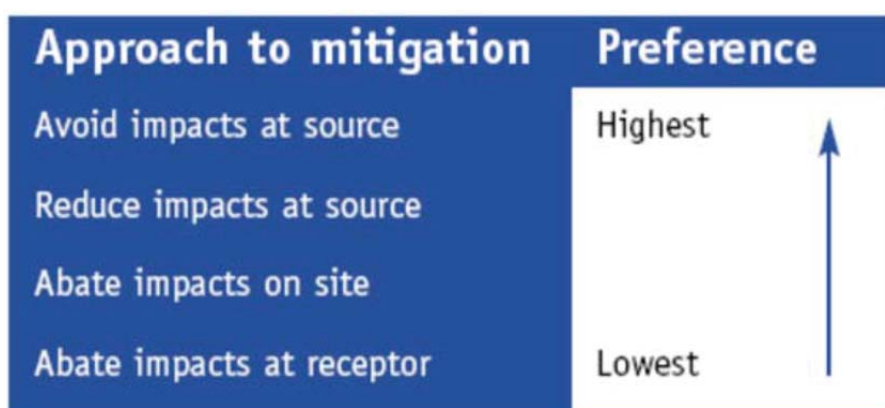 Approach to mitigation Preference
Avoid impacts at source Highest
Reduce impacts at source
Abate impacts on site
Abate impacts at receptor Lowest